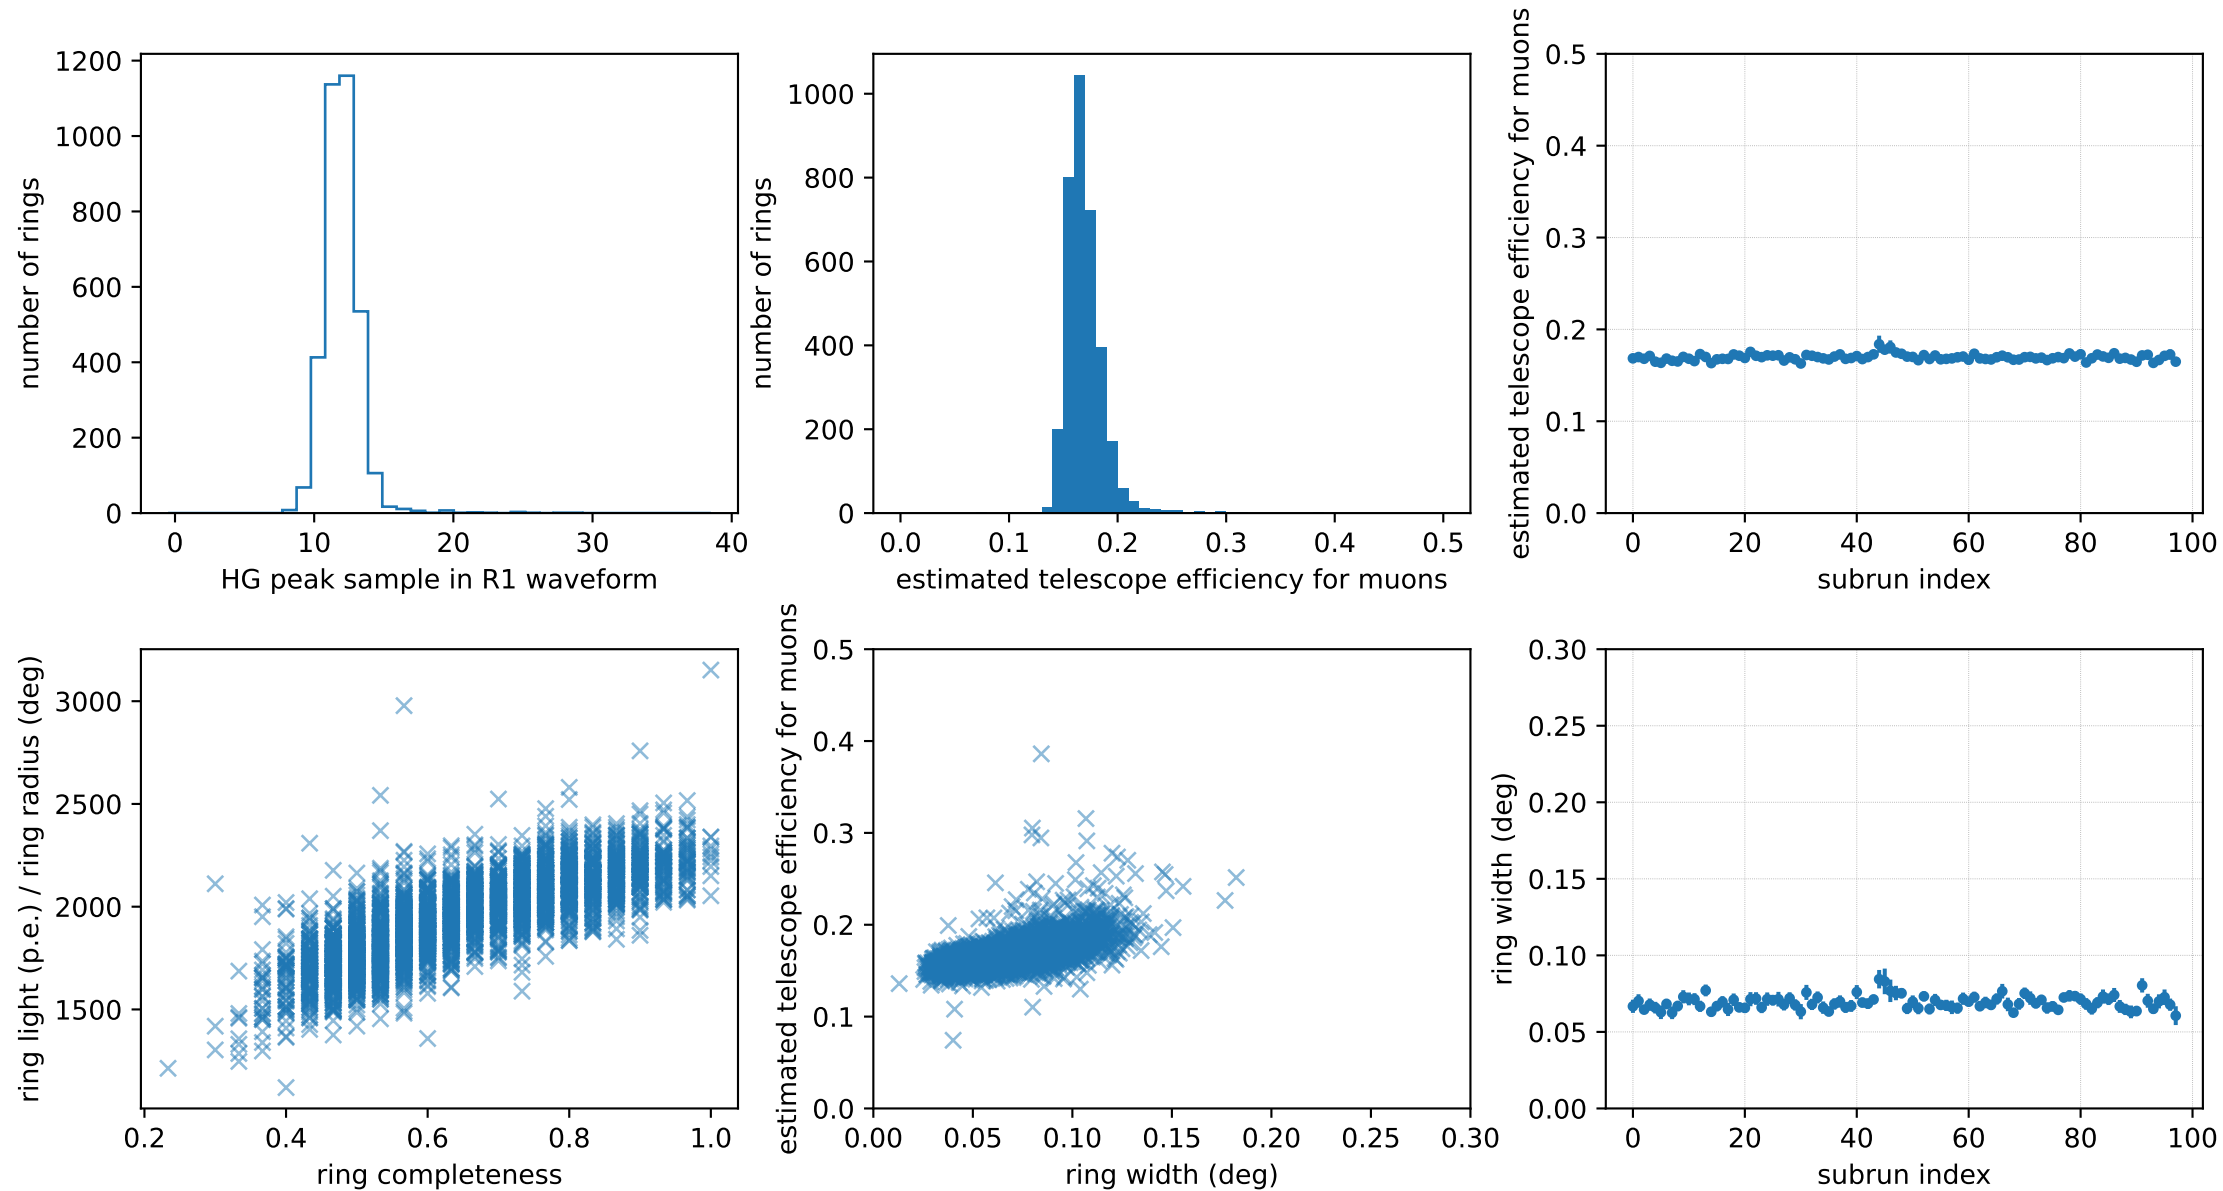 1200
1000
800
600
400
200
0
number of rings
0 10 20 30 40
HG peak sample in R1 waveform
1000
800
600
400
200
0
number of rings
0.0 0.1 0.2 0.3 0.4 0.5
estimated telescope efficiency for muons
0.5
0.4
0.3
0.2
0.1
0.0
estimated telescope efficiency for muons
0 20 40 60 80 100
subrun index
3000
2500
2000
1500
ring light (p.e.) / ring radius (deg)
0.2 0.4 0.6 0.8 1.0
ring completeness
0.5
0.4
0.3
0.2
0.1
0.0
estimated telescope efficiency for muons
0.00 0.05 0.10 0.15 0.20 0.25 0.30
ring width (deg)
0.30
0.25
0.20
0.15
0.10
0.05
0.00
ring width (deg)
0 20 40 60 80 100
subrun index